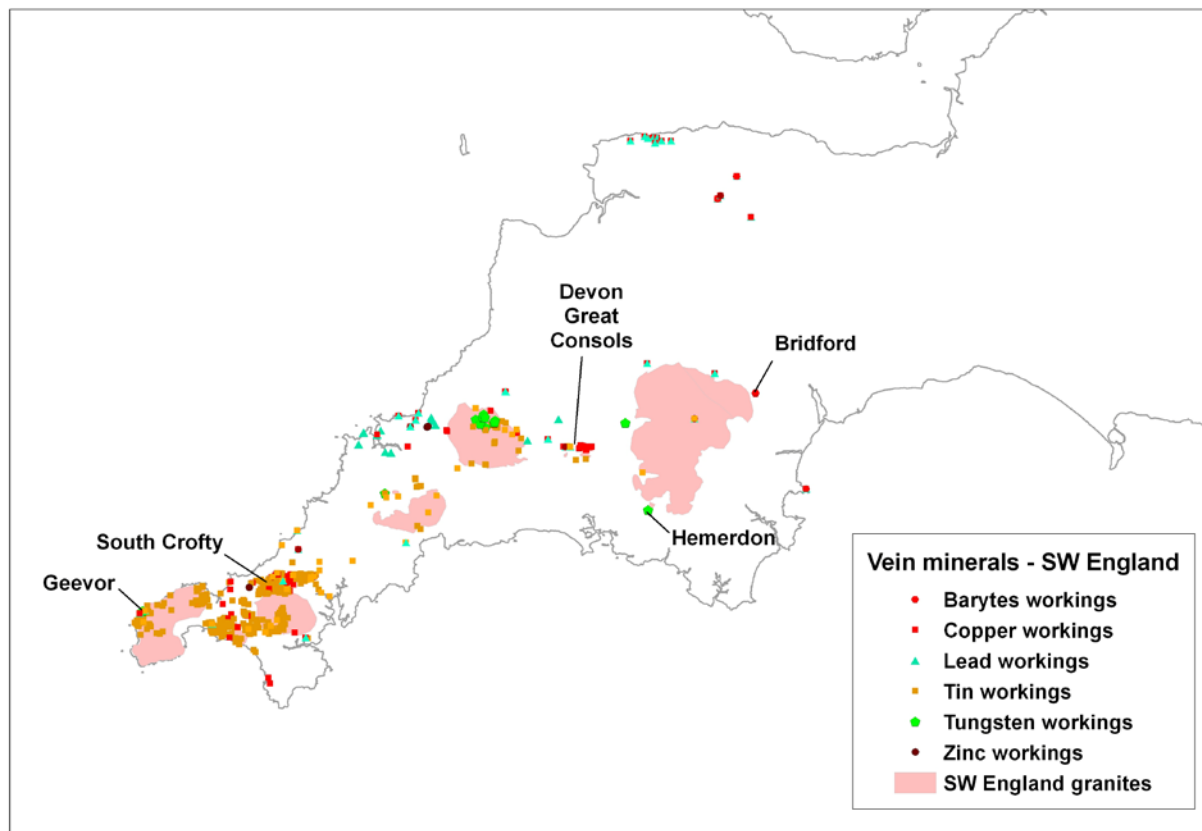 Devon
Great
Consols
Bridford
South Crofty
Hemerdon
Geevor
Vein minerals - SW England
Barytes workings
Copper workings
Lead workings
Tin workings
Tungsten workings
Zinc workings
SW England granites